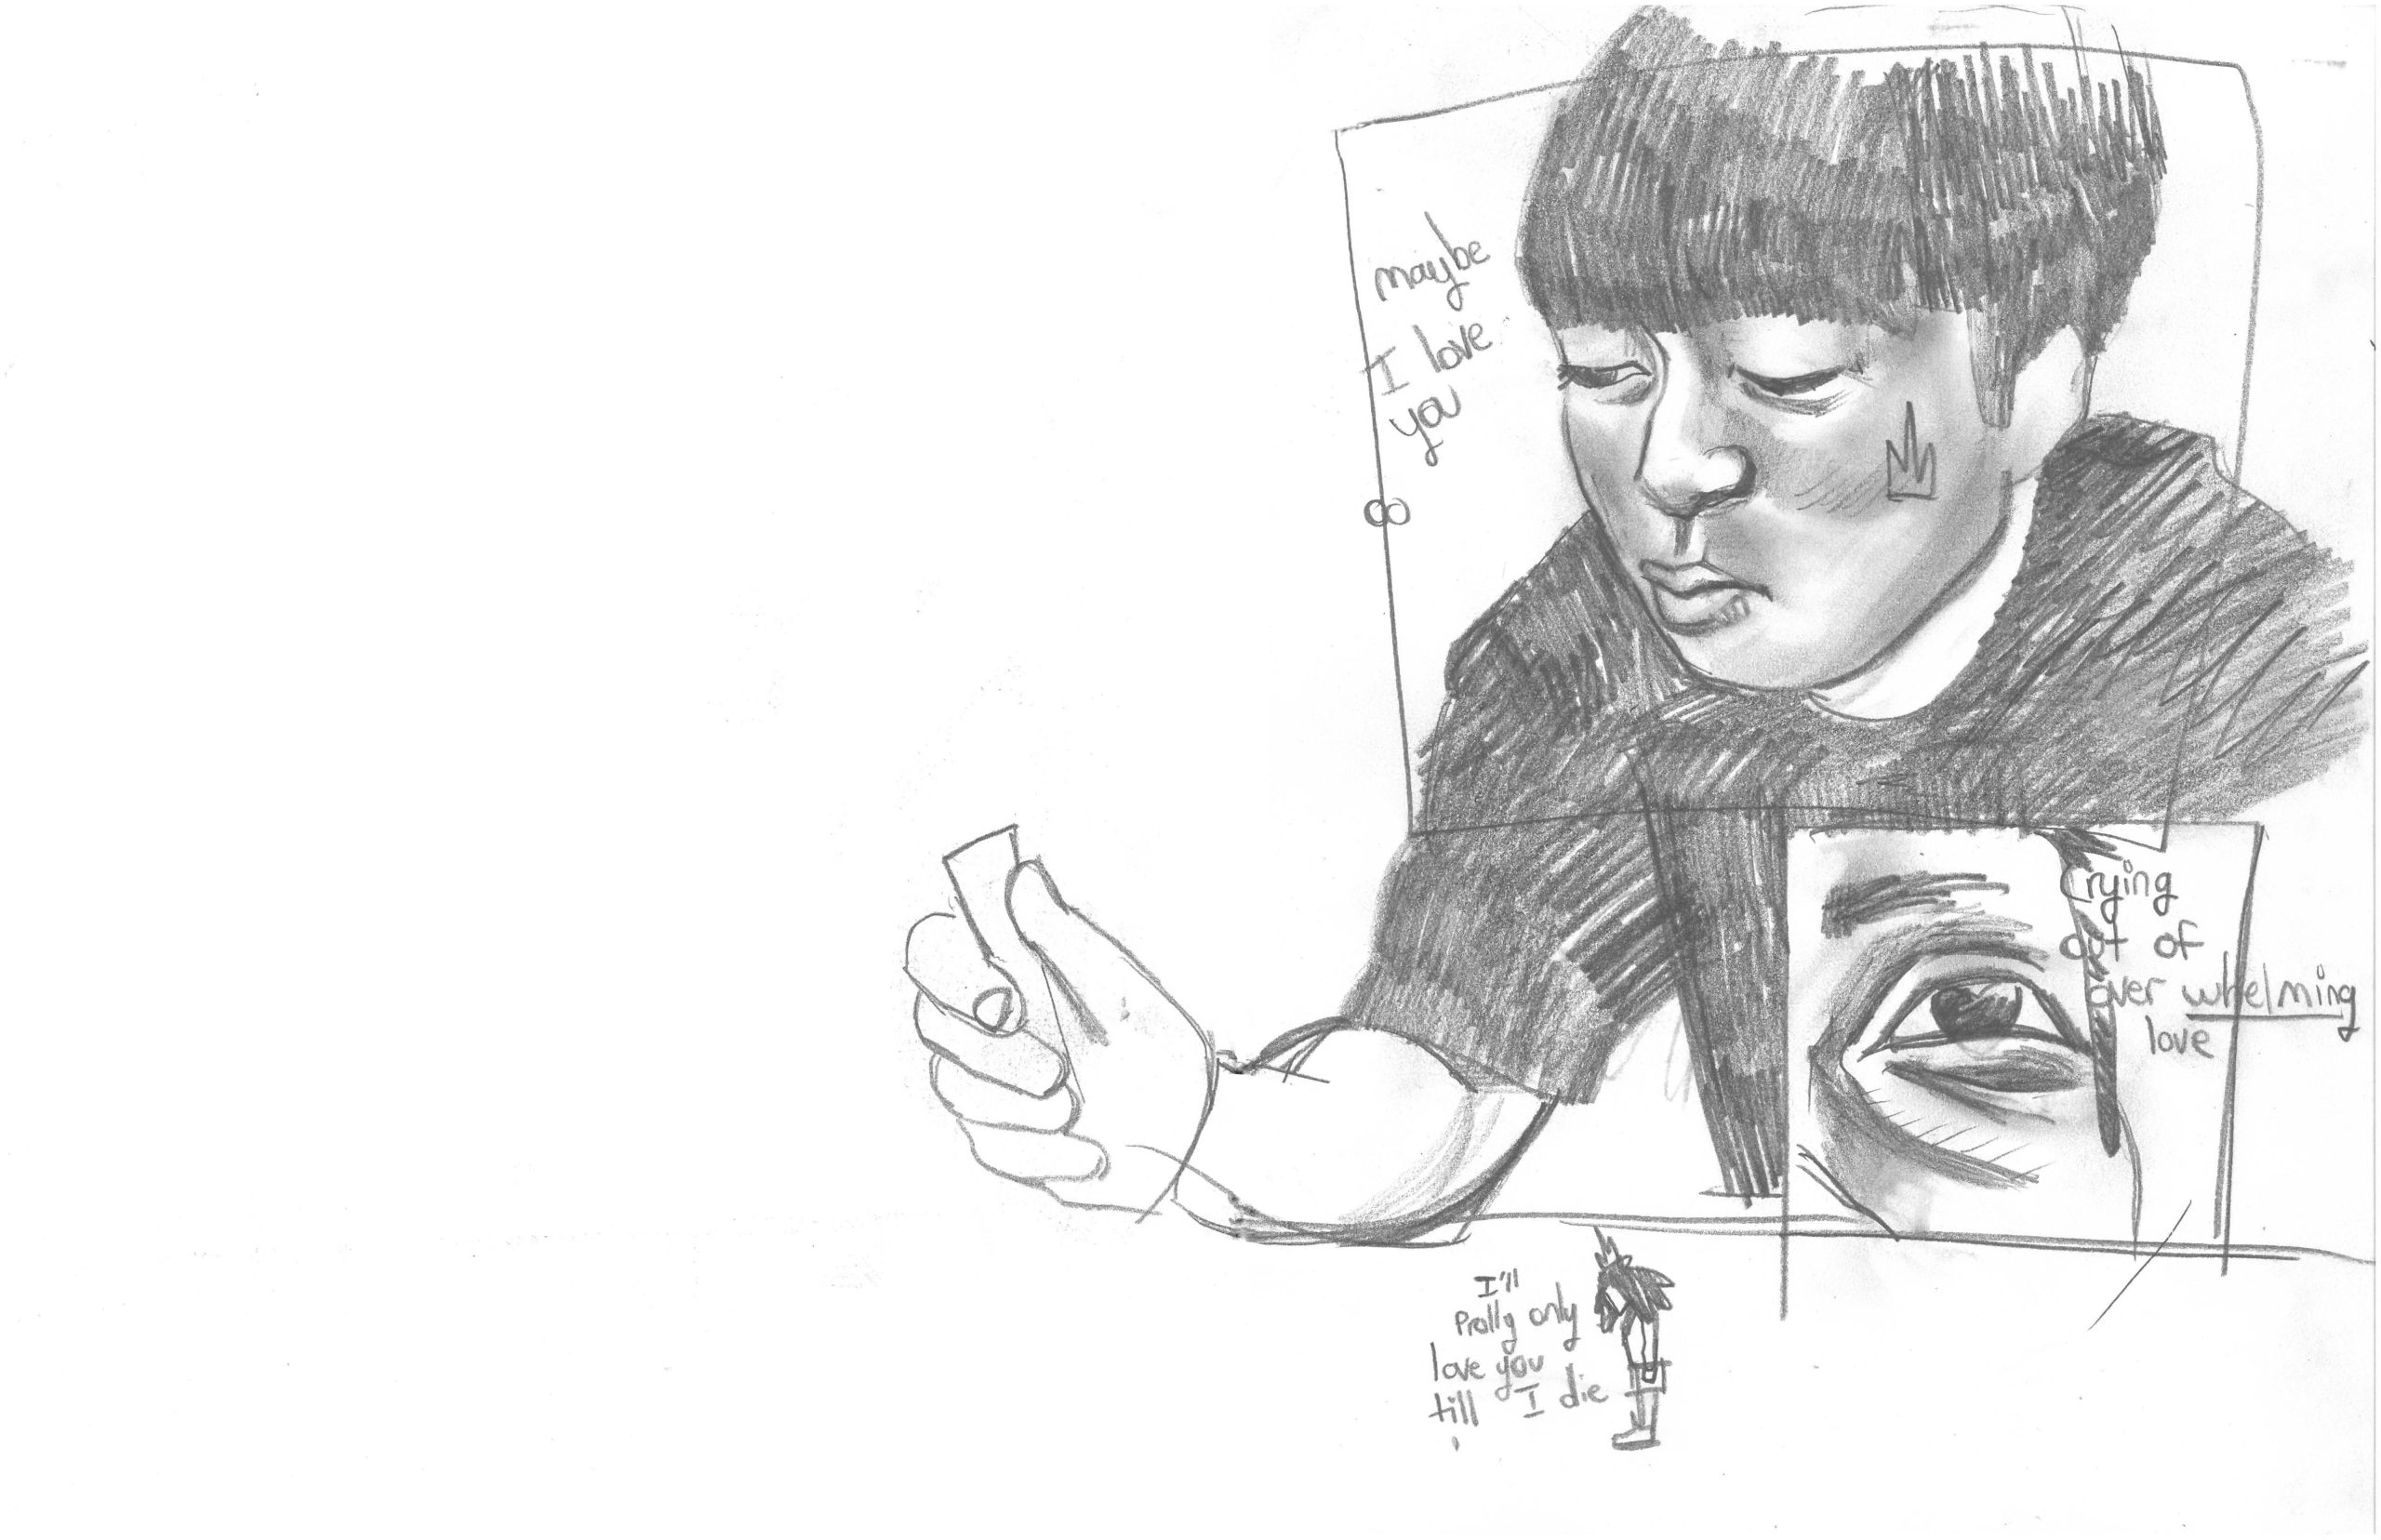 maybe
I love
you
∞
Crying
out of
over whelming
love
I'll
Prolly only
love you
till I die